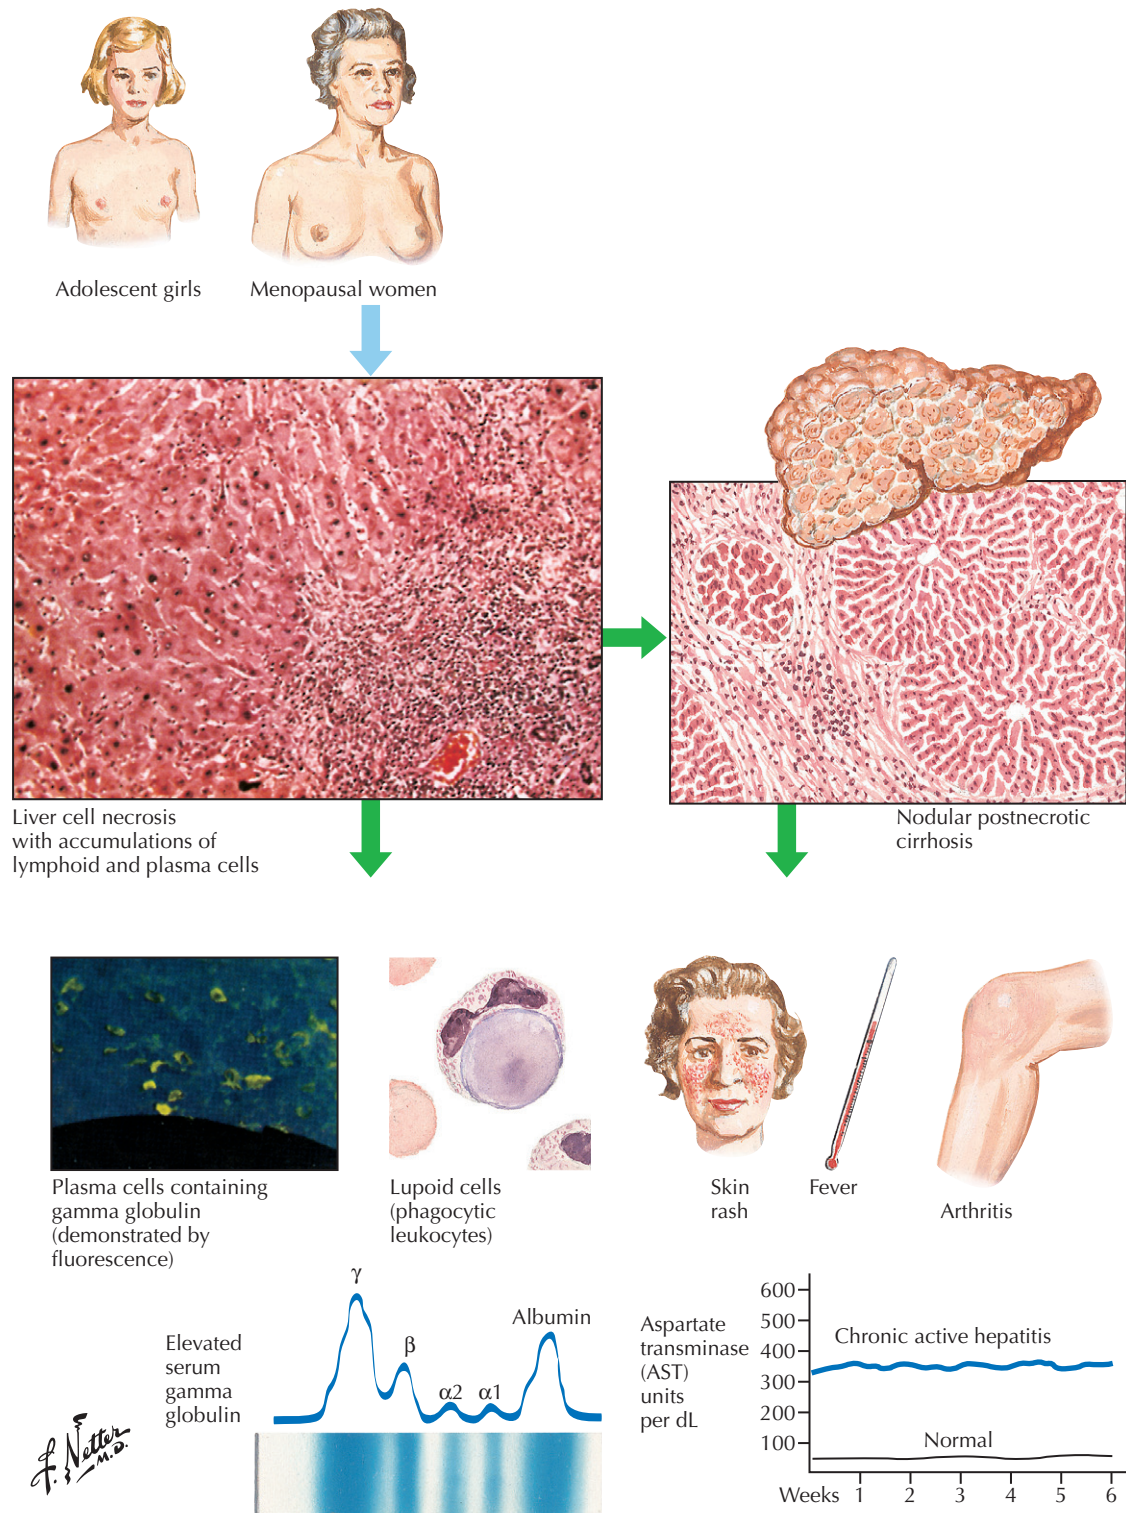 Adolescent girls
Menopausal women
Liver cell necrosis
with accumulations of
lymphoid and plasma cells
Nodular postnecrotic
cirrhosis
Plasma cells containing
gamma globulin
(demonstrated by
fluorescence)
Lupoid cells
(phagocytic
leukocytes)
Skin
rash
Fever
Arthritis
Elevated
serum
gamma
globulin
γ
β
α2
α1
Albumin
Aspartate
transminase
(AST)
units
per dL
600
500
400
300
200
100
Chronic active hepatitis
Normal
Weeks 1 2 3 4 5 6
F. Netter
M.D.